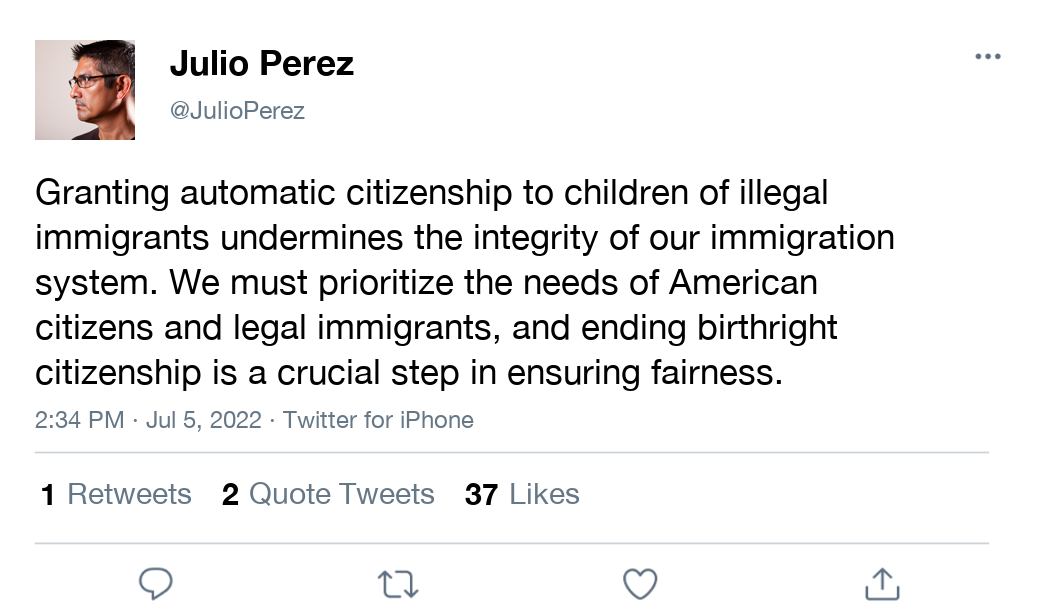 Julio Perez
@JulioPerez
Granting automatic citizenship to children of illegal
immigrants undermines the integrity of our immigration
system. We must prioritize the needs of American
citizens and legal immigrants, and ending birthright
citizenship is a crucial step in ensuring fairness.
2:34 PM · Jul 5, 2022 · Twitter for iPhone
1 Retweets 2 Quote Tweets 37 Likes